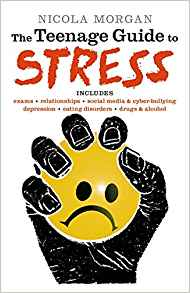 NICOLA MORGAN
The Teenage Guide to
STRESS
INCLUDES
exams • relationships • social media & cyber-bullying
depression • eating disorders • drugs & alcohol